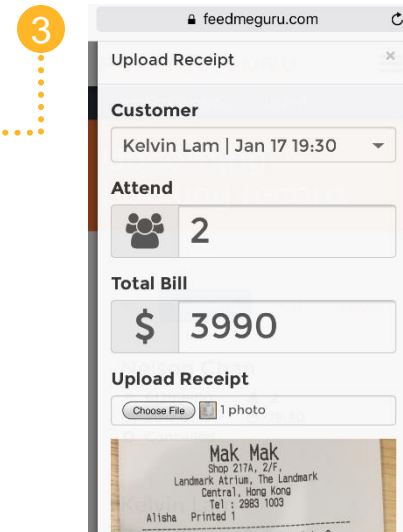 3
feedmeguru.com
Upload Receipt ×
Customer
Kelvin Lam | Jan 17 19:30
Attend
2
Total Bill
$ 3990
Upload Receipt
Choose File 1 photo
Mak Mak
Shop 217A, 2/F,
Landmark Atrium, The Landmark
Central, Hong Kong
Tel : 2983 1003
Alisha Printed 1